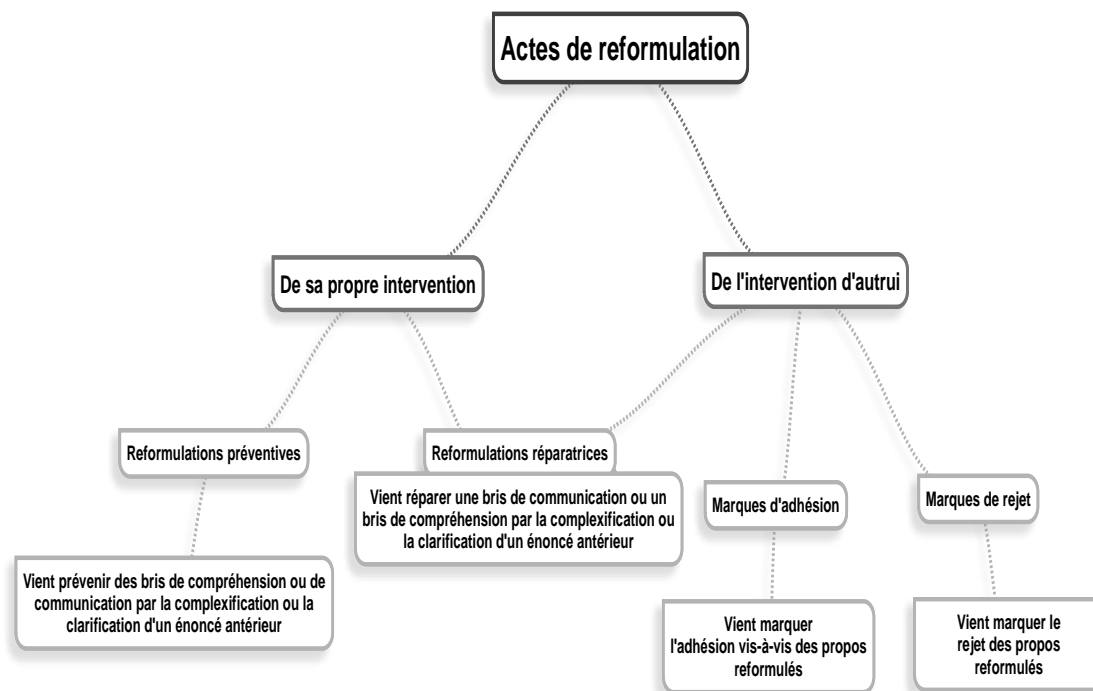 Actes de reformulation
De sa propre intervention
De l'intervention d'autrui
Reformulations préventives
Reformulations réparatrices
Vient réparer une bris de communication ou un
bris de compréhension par la complexification ou
la clarification d'un énoncé antérieur
Marques d'adhésion
Marques de rejet
Vient prévenir des bris de compréhension ou de
communication par la complexification ou la
clarification d'un énoncé antérieur
Vient marquer
l'adhésion vis-à-vis des propos
reformulés
Vient marquer le
rejet des propos
reformulés